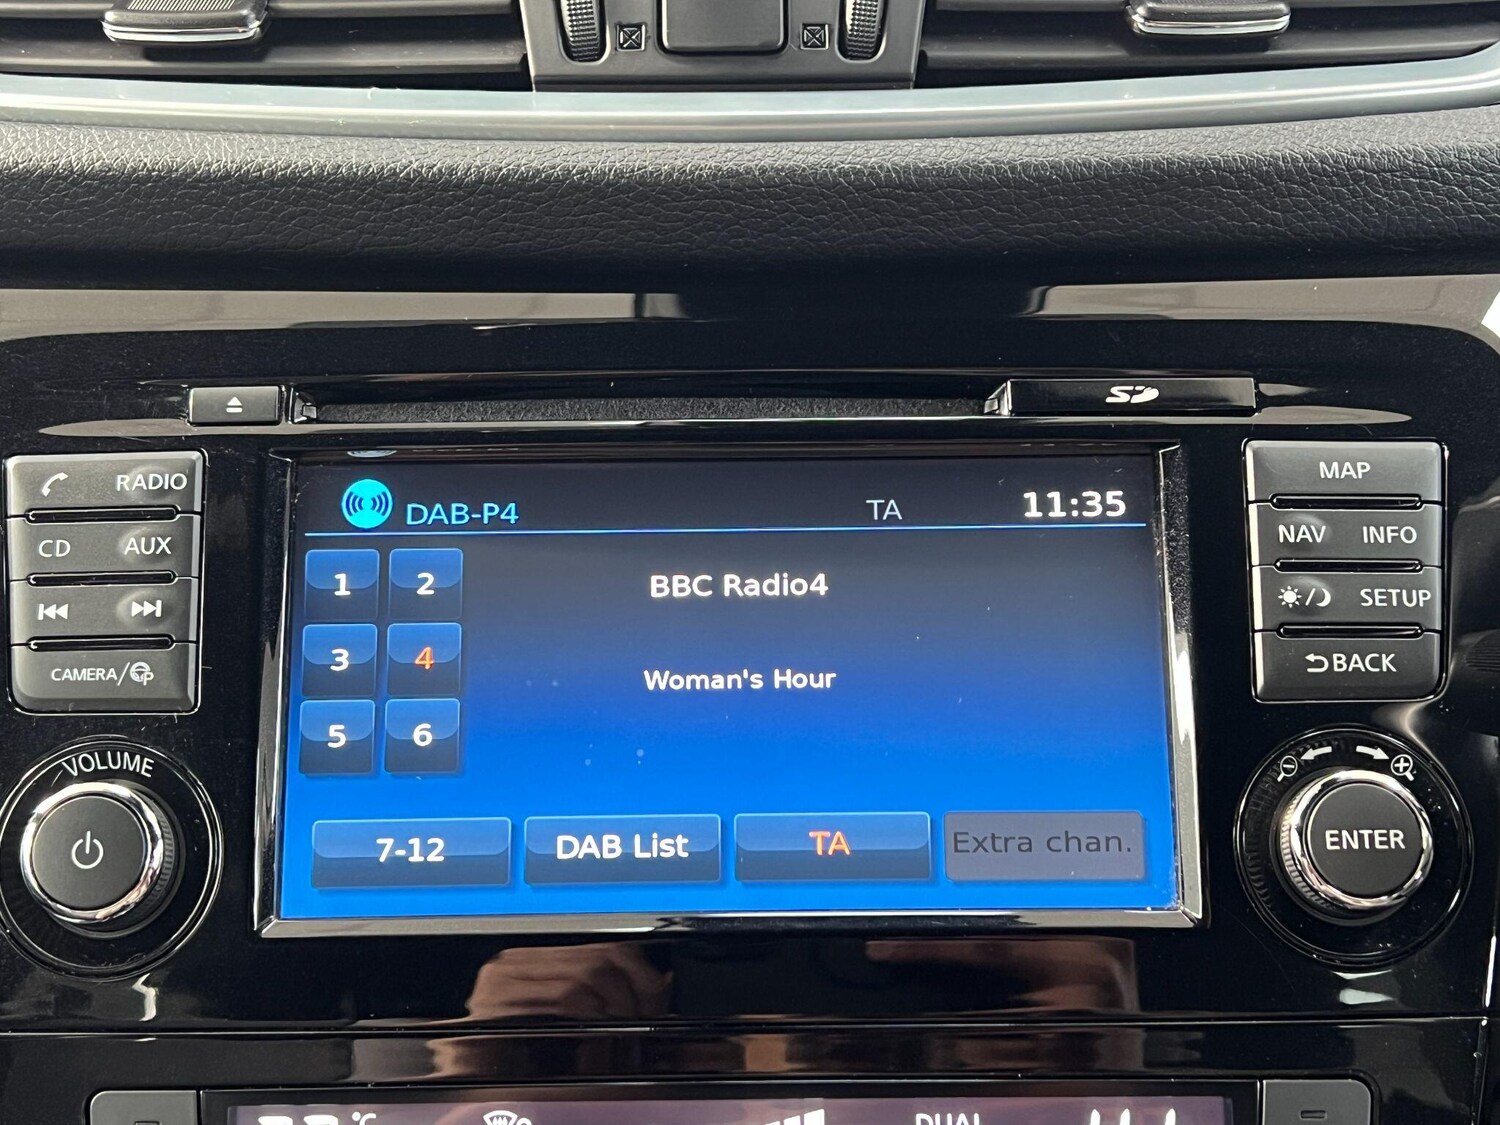 SD
RADIO
CD AUX
CAMERA/
VOLUME
DAB-P4 TA 11:35
1 2
BBC Radio4
3 4
Woman's Hour
5 6
7-12 DAB List TA Extra chan.
MAP
NAV INFO
SETUP
BACK
ENTER
°C
DUAL